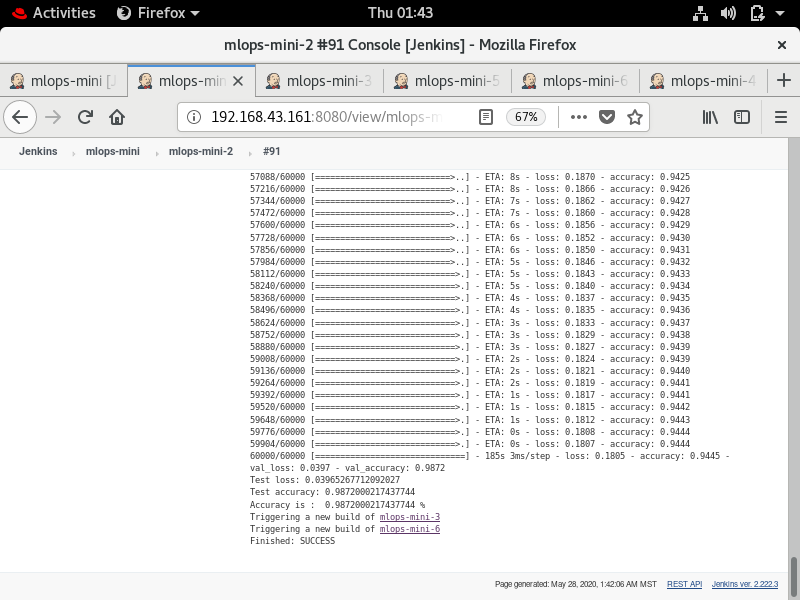 Activities Firefox Thu 01:43
mlops-mini-2 #91 Console [Jenkins] - Mozilla Firefox
mlops-mini [J mlops-min mlops-mini-3 mlops-mini-5 mlops-mini-6 mlops-mini-4
192.168.43.161:8080/view/mlops-m 67%
Jenkins mlops-mini mlops-mini-2 #91
57088/60000 [============================>..] - ETA: 8s - loss: 0.1870 - accuracy: 0.9425
57216/60000 [============================>..] - ETA: 8s - loss: 0.1866 - accuracy: 0.9426
57344/60000 [============================>..] - ETA: 7s - loss: 0.1862 - accuracy: 0.9427
57472/60000 [============================>..] - ETA: 7s - loss: 0.1860 - accuracy: 0.9428
57600/60000 [============================>..] - ETA: 6s - loss: 0.1856 - accuracy: 0.9429
57728/60000 [============================>..] - ETA: 6s - loss: 0.1852 - accuracy: 0.9430
57856/60000 [============================>..] - ETA: 6s - loss: 0.1850 - accuracy: 0.9431
57984/60000 [============================>..] - ETA: 5s - loss: 0.1846 - accuracy: 0.9432
58112/60000 [============================>.] - ETA: 5s - loss: 0.1843 - accuracy: 0.9433
58240/60000 [============================>.] - ETA: 5s - loss: 0.1840 - accuracy: 0.9434
58368/60000 [============================>.] - ETA: 4s - loss: 0.1837 - accuracy: 0.9435
58496/60000 [============================>.] - ETA: 4s - loss: 0.1835 - accuracy: 0.9436
58624/60000 [============================>.] - ETA: 3s - loss: 0.1833 - accuracy: 0.9437
58752/60000 [============================>.] - ETA: 3s - loss: 0.1829 - accuracy: 0.9438
58880/60000 [============================>.] - ETA: 3s - loss: 0.1827 - accuracy: 0.9439
59008/60000 [============================>.] - ETA: 2s - loss: 0.1824 - accuracy: 0.9439
59136/60000 [============================>.] - ETA: 2s - loss: 0.1821 - accuracy: 0.9440
59264/60000 [============================>.] - ETA: 2s - loss: 0.1819 - accuracy: 0.9441
59392/60000 [============================>.] - ETA: 1s - loss: 0.1817 - accuracy: 0.9441
59520/60000 [============================>.] - ETA: 1s - loss: 0.1815 - accuracy: 0.9442
59648/60000 [============================>.] - ETA: 1s - loss: 0.1812 - accuracy: 0.9443
59776/60000 [============================>.] - ETA: 0s - loss: 0.1808 - accuracy: 0.9444
59904/60000 [============================>.] - ETA: 0s - loss: 0.1807 - accuracy: 0.9444
60000/60000 [==============================] - 185s 3ms/step - loss: 0.1805 - accuracy: 0.9445 -
val_loss: 0.0397 - val_accuracy: 0.9872
Test loss: 0.03965267712092027
Test accuracy: 0.9872000217437744
Accuracy is :  0.9872000217437744 %
Triggering a new build of mlops-mini-3
Triggering a new build of mlops-mini-6
Finished: SUCCESS
Page generated: May 28, 2020, 1:42:06 AM MST REST API Jenkins ver. 2.222.3